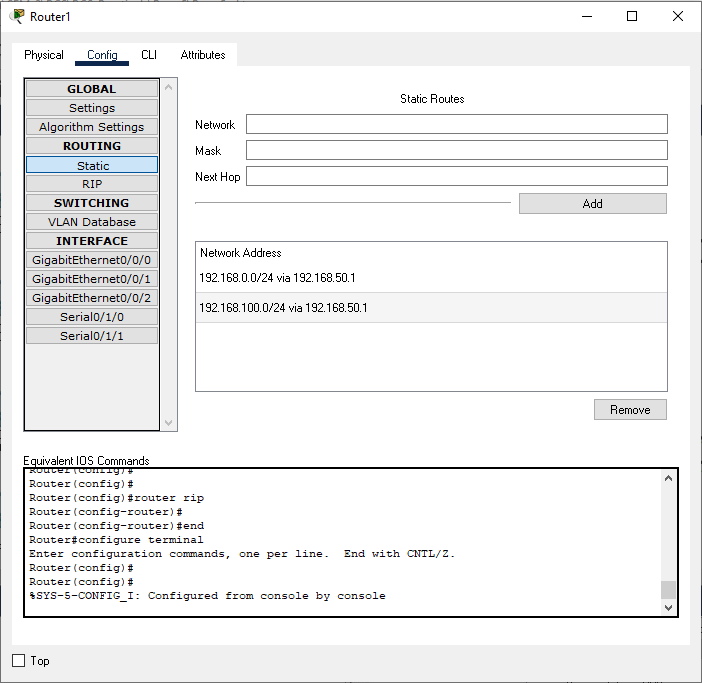 Router1
Physical Config CLI Attributes
GLOBAL
Settings
Algorithm Settings
ROUTING
Static
RIP
SWITCHING
VLAN Database
INTERFACE
GigabitEthernet0/0/0
GigabitEthernet0/0/1
GigabitEthernet0/0/2
Serial0/1/0
Serial0/1/1
Static Routes
Network
Mask
Next Hop
Add
Network Address
192.168.0.0/24 via 192.168.50.1
192.168.100.0/24 via 192.168.50.1
Remove
Equivalent IOS Commands
Router(config)#
Router(config)#
Router(config)#router rip
Router(config-router)#
Router(config-router)#end
Router#configure terminal
Enter configuration commands, one per line.  End with CNTL/Z.
Router(config)#
Router(config)#
%SYS-5-CONFIG_I: Configured from console by console
Top